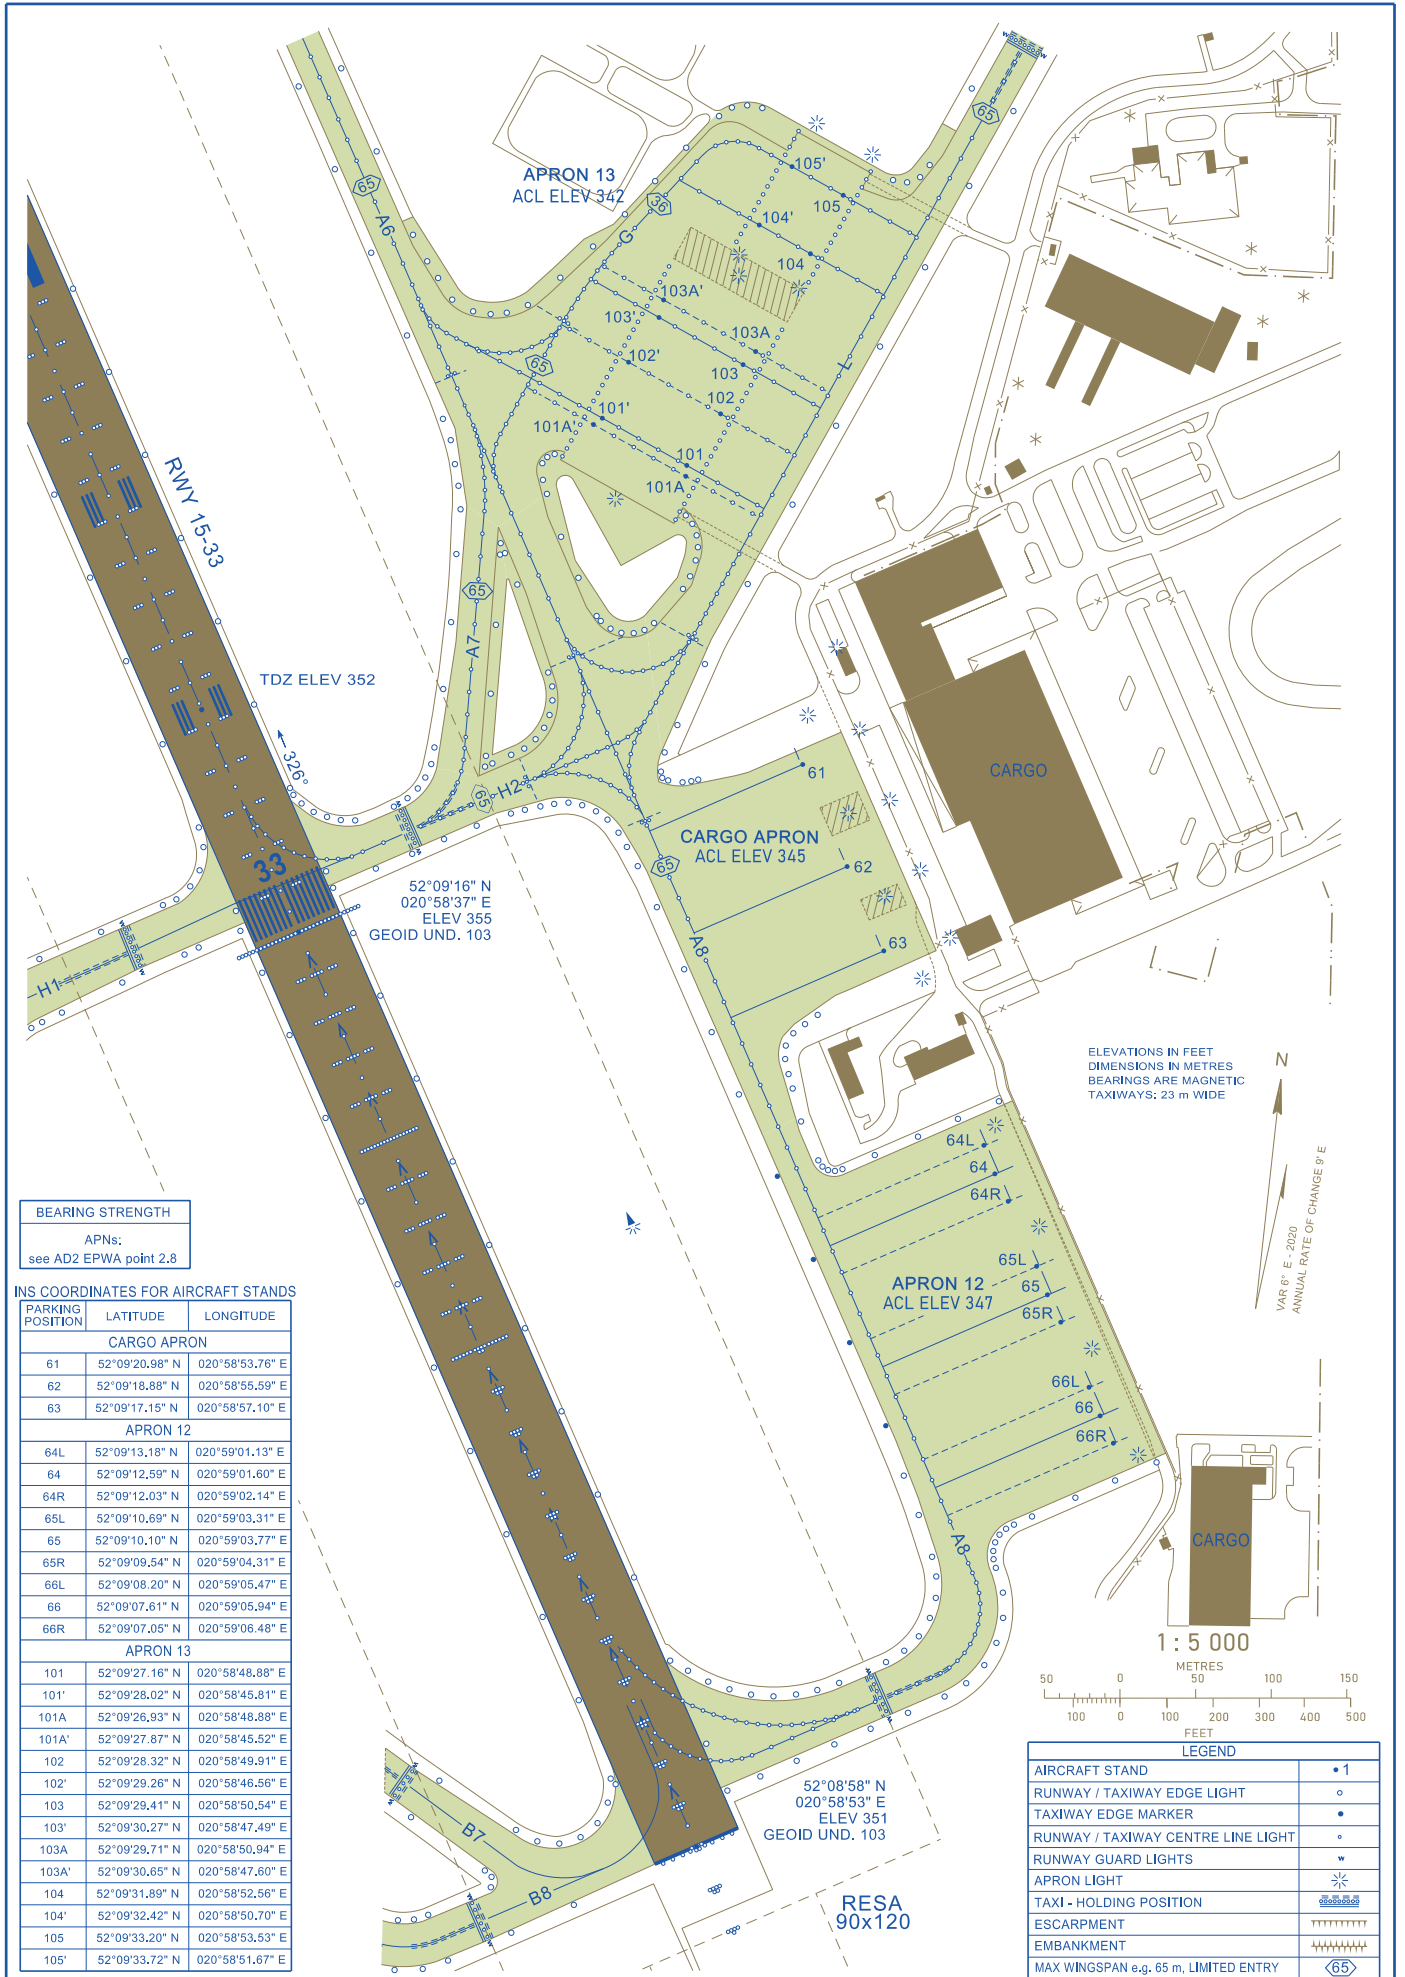 65
65
APRON 13
ACL ELEV 342
105'
36
105
A6
104'
G
104
103A'
103'
103A
L
65
102'
103
102
101'
101A'
101
101A
RWY 15-33
65
A7
TDZ ELEV 352
326°
61
CARGO
65
H2
CARGO APRON
ACL ELEV 345
62
65
33
52°09'16" N
020°58'37" E
ELEV 355
GEOID UND. 103
A8
63
H1
ELEVATIONS IN FEET
DIMENSIONS IN METRES
BEARINGS ARE MAGNETIC
TAXIWAYS: 23 m WIDE
N
VAR 6° E - 2020
ANNUAL RATE OF CHANGE 9' E
64L
64
64R
65L
65
65R
APRON 12
ACL ELEV 347
66L
66
66R
A8
CARGO
BEARING STRENGTH
APNs:
see AD2 EPWA point 2.8
INS COORDINATES FOR AIRCRAFT STANDS
PARKING POSITION LATITUDE LONGITUDE
CARGO APRON
61 52°09'20.98" N 020°58'53.76" E
62 52°09'18.88" N 020°58'55.59" E
63 52°09'17.15" N 020°58'57.10" E
APRON 12
64L 52°09'13.18" N 020°59'01.13" E
64 52°09'12.59" N 020°59'01.60" E
64R 52°09'12.03" N 020°59'02.14" E
65L 52°09'10.69" N 020°59'03.31" E
65 52°09'10.10" N 020°59'03.77" E
65R 52°09'09.54" N 020°59'04.31" E
66L 52°09'08.20" N 020°59'05.47" E
66 52°09'07.61" N 020°59'05.94" E
66R 52°09'07.05" N 020°59'06.48" E
APRON 13
101 52°09'27.16" N 020°58'48.88" E
101' 52°09'28.02" N 020°58'45.81" E
101A 52°09'26.93" N 020°58'48.88" E
101A' 52°09'27.87" N 020°58'45.52" E
102 52°09'28.32" N 020°58'49.91" E
102' 52°09'29.26" N 020°58'46.56" E
103 52°09'29.41" N 020°58'50.54" E
103' 52°09'30.27" N 020°58'47.49" E
103A 52°09'29.71" N 020°58'50.94" E
103A' 52°09'30.65" N 020°58'47.60" E
104 52°09'31.89" N 020°58'52.56" E
104' 52°09'32.42" N 020°58'50.70" E
105 52°09'33.20" N 020°58'53.53" E
105' 52°09'33.72" N 020°58'51.67" E
B7
B8
52°08'58" N
020°58'53" E
ELEV 351
GEOID UND. 103
RESA
90x120
1 : 5 000
METRES
50 0 50 100 150
100 0 100 200 300 400 500
FEET
LEGEND
AIRCRAFT STAND 1
RUNWAY / TAXIWAY EDGE LIGHT
TAXIWAY EDGE MARKER
RUNWAY / TAXIWAY CENTRE LINE LIGHT
RUNWAY GUARD LIGHTS
APRON LIGHT
TAXI - HOLDING POSITION
ESCARPMENT
EMBANKMENT
MAX WINGSPAN e.g. 65 m, LIMITED ENTRY 65